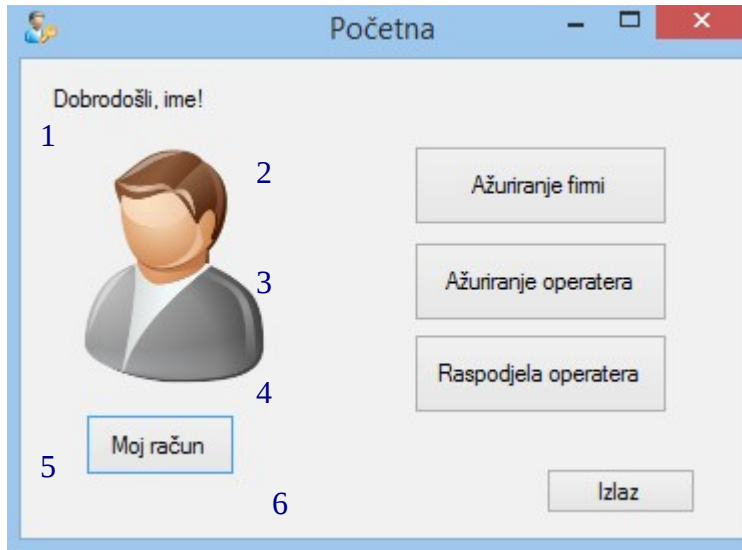 Početna
Dobrodošli, ime!
1
2
Ažuriranje firmi
3
Ažuriranje operatera
Raspodjela operatera
4
Moj račun
5
Izlaz
6